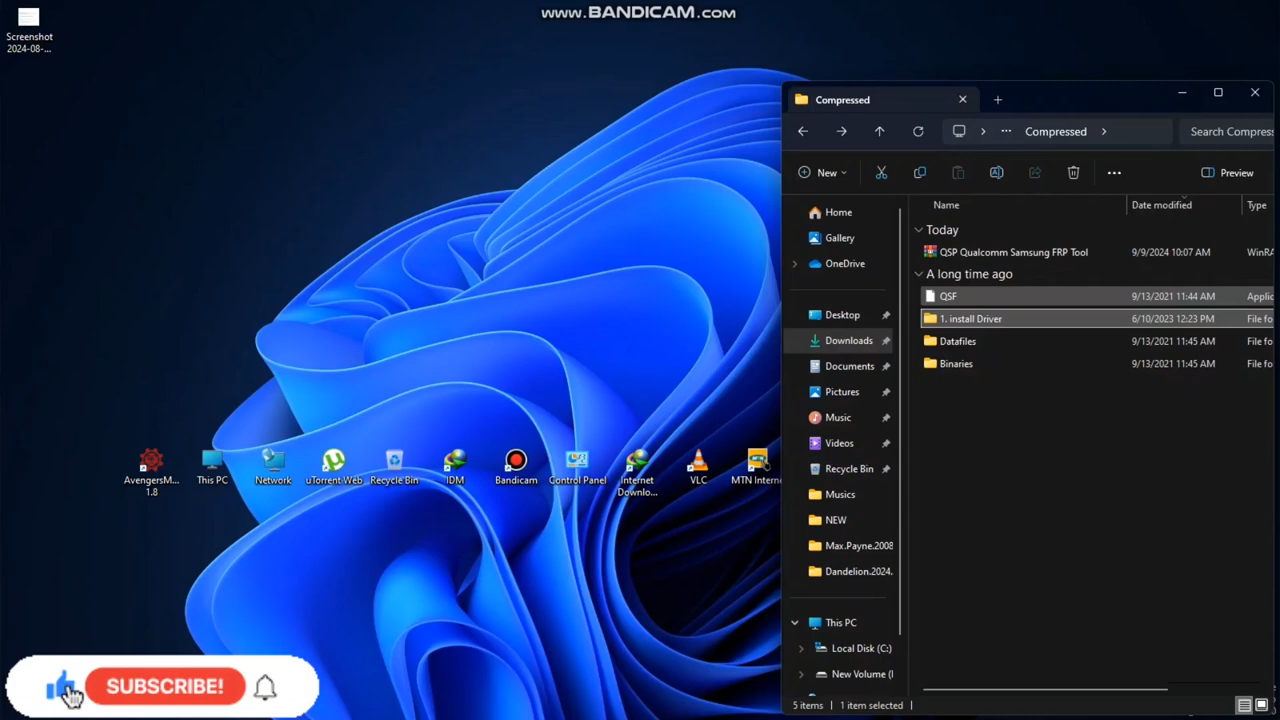 Screenshot
2024-08-...
www.BANDICAM.com
Compressed
Compressed
Search Compress
New
Preview
Name
Date modified
Type
Home
Gallery
OneDrive
Desktop
Downloads
Documents
Pictures
Music
Videos
Recycle Bin
Musics
NEW
Max.Payne.2008
Dandelion.2024.
This PC
Local Disk (C:)
New Volume (
Today
QSP Qualcomm Samsung FRP Tool
9/9/2024 10:07 AM
WinRA
A long time ago
QSF
9/13/2021 11:44 AM
Applic
1. install Driver
6/10/2023 12:23 PM
File fo
Datafiles
9/13/2021 11:45 AM
File fo
Binaries
9/13/2021 11:45 AM
File fo
5 items
1 item selected
AvengersM...
1.8
This PC
Network
uTorrent Web
Recycle Bin
IDM
Bandicam
Control Panel
Internet
Downlo...
VLC
MTN Interne
SUBSCRIBE!